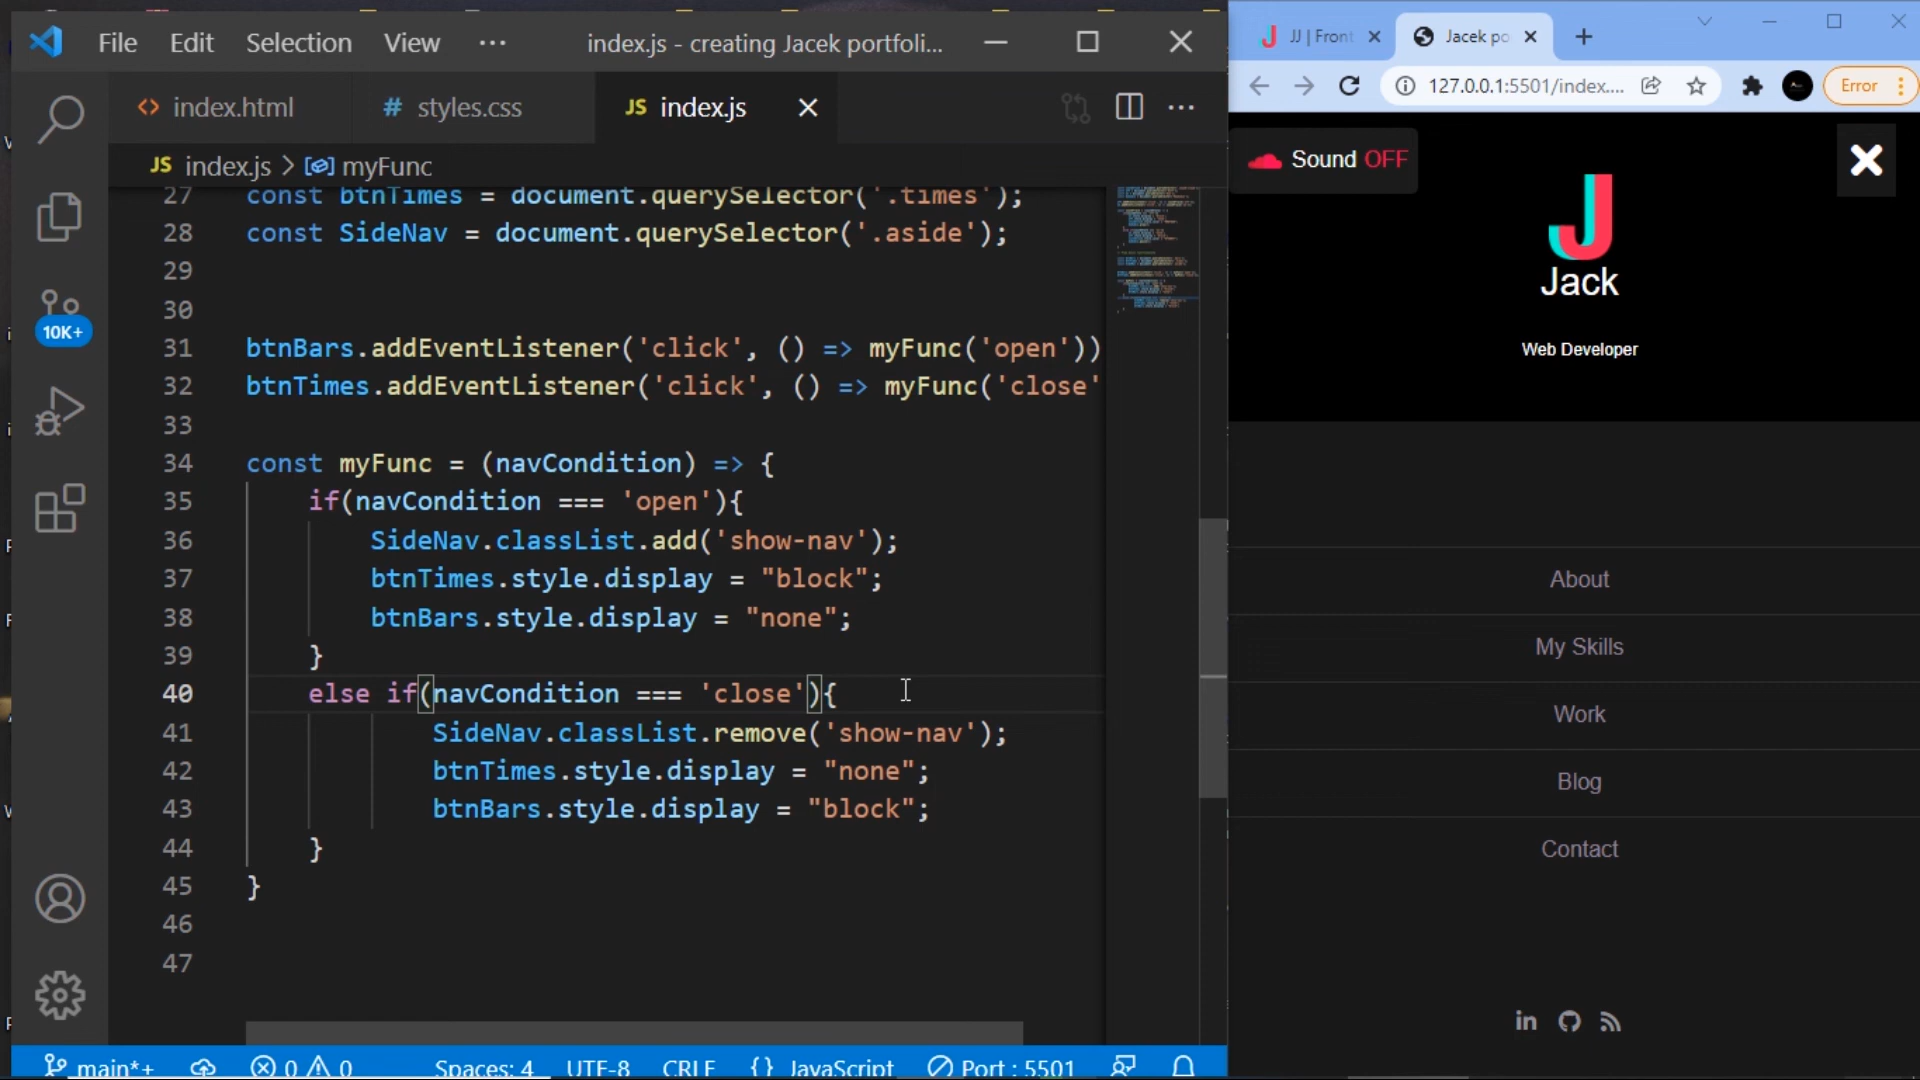 File Edit Selection View ··· index.js - creating Jacek portfoli...
index.html # styles.css JS index.js
JS index.js > myFunc
27 const btnTimes = document.querySelector('.times');
28 const SideNav = document.querySelector('.aside');
29
30
31 btnBars.addEventListener('click', () => myFunc('open'))
32 btnTimes.addEventListener('click', () => myFunc('close'
33
34 const myFunc = (navCondition) => {
35 if(navCondition === 'open'){
36 SideNav.classList.add('show-nav');
37 btnTimes.style.display = "block";
38 btnBars.style.display = "none";
39 }
40 else if(navCondition === 'close'){
41 SideNav.classList.remove('show-nav');
42 btnTimes.style.display = "none";
43 btnBars.style.display = "block";
44 }
45 }
46
47
10K+
main*+ 0 0 Spaces: 4 UTF-8 CRLF {} JavaScript Port : 5501
JJ | Front Jacek po
127.0.0.1:5501/index.... Error
Sound OFF
J
Jack
Web Developer
About
My Skills
Work
Blog
Contact
in